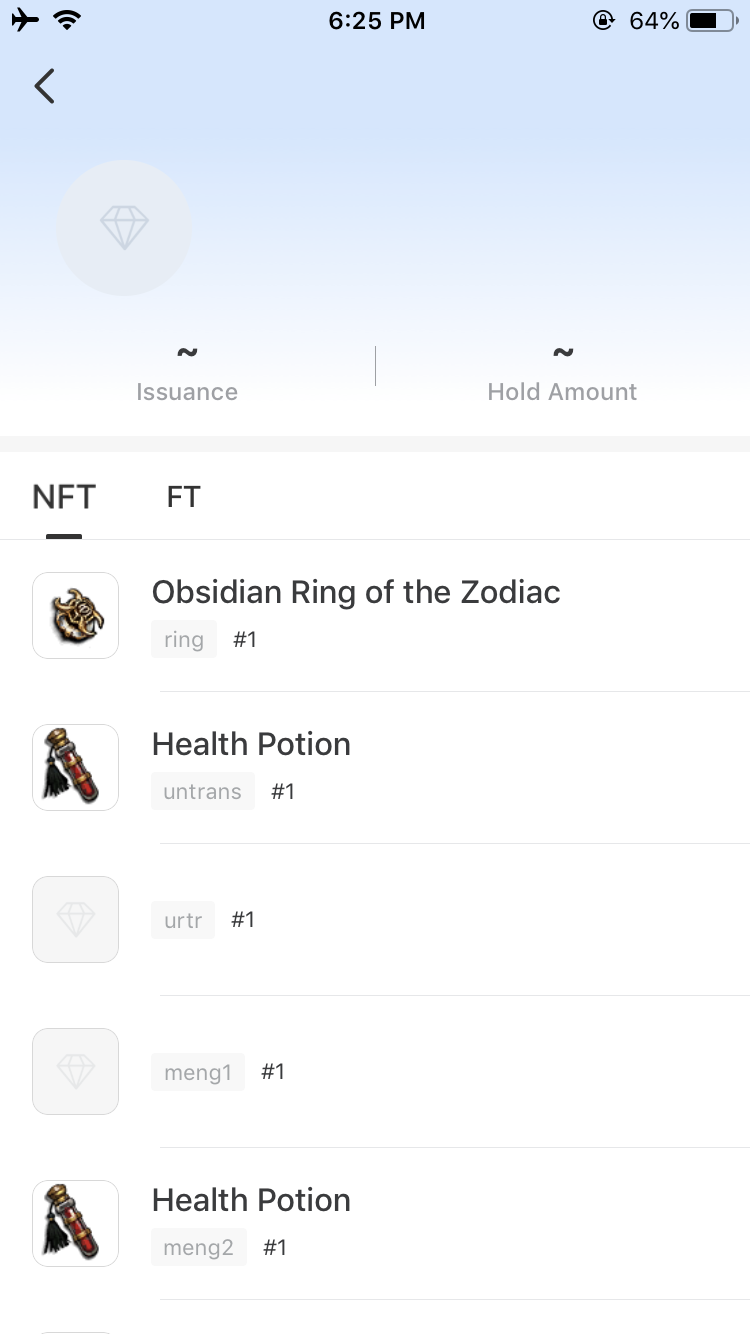 6:25 PM 64%
~ ~
Issuance Hold Amount
NFT FT
Obsidian Ring of the Zodiac
ring #1
Health Potion
untrans #1
urtr #1
meng1 #1
Health Potion
meng2 #1